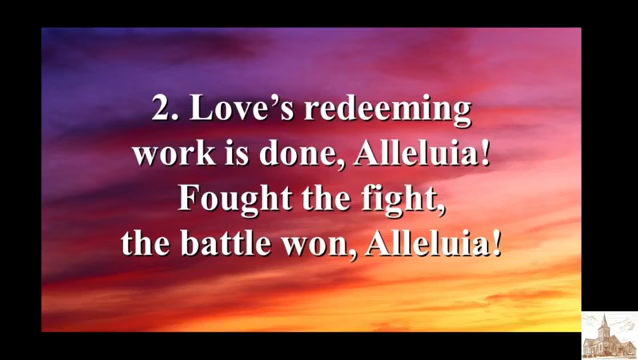 2. Love's redeeming
work is done, Alleluia!
Fought the fight,
the battle won, Alleluia!